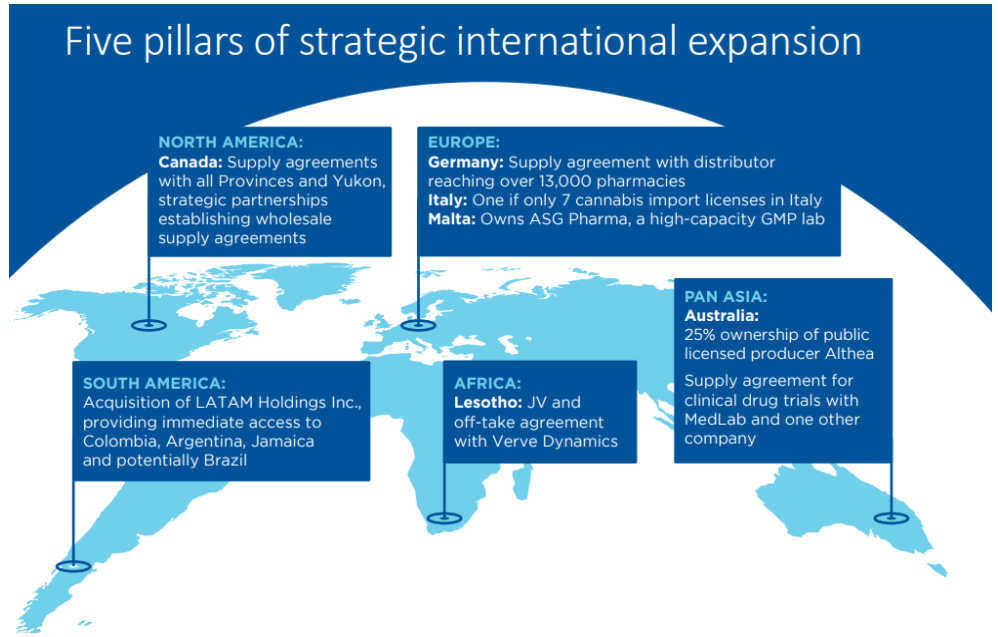 Five pillars of strategic international expansion
NORTH AMERICA:
Canada: Supply agreements
with all Provinces and Yukon,
strategic partnerships
establishing wholesale
supply agreements
EUROPE:
Germany: Supply agreement with distributor
reaching over 13,000 pharmacies
Italy: One if only 7 cannabis import licenses in Italy
Malta: Owns ASG Pharma, a high-capacity GMP lab
PAN ASIA:
Australia:
25% ownership of public
licensed producer Althea
Supply agreement for
clinical drug trials with
MedLab and one other
company
SOUTH AMERICA:
Acquisition of LATAM Holdings Inc.,
providing immediate access to
Colombia, Argentina, Jamaica
and potentially Brazil
AFRICA:
Lesotho: JV and
off-take agreement
with Verve Dynamics